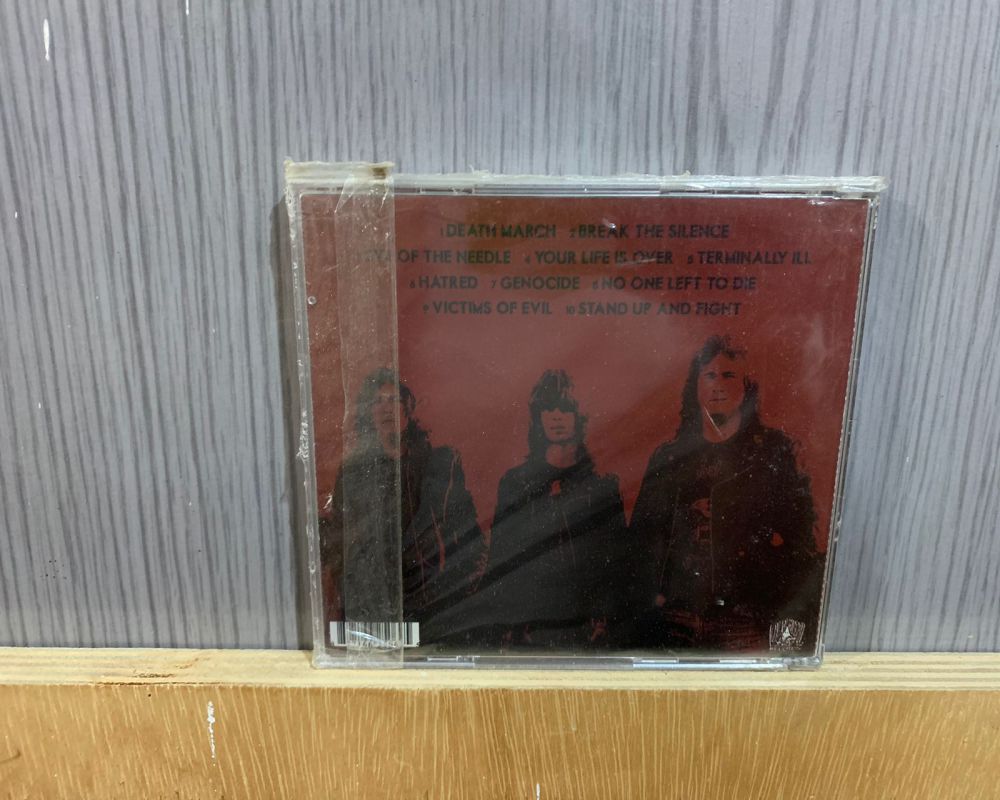 1 DEATH MARCH 2 BREAK THE SILENCE
OF THE NEEDLE 4 YOUR LIFE IS OVER 5 TERMINALLY ILL
6 HATRED 7 GENOCIDE 8 NO ONE LEFT TO DIE
9 VICTIMS OF EVIL 10 STAND UP AND FIGHT